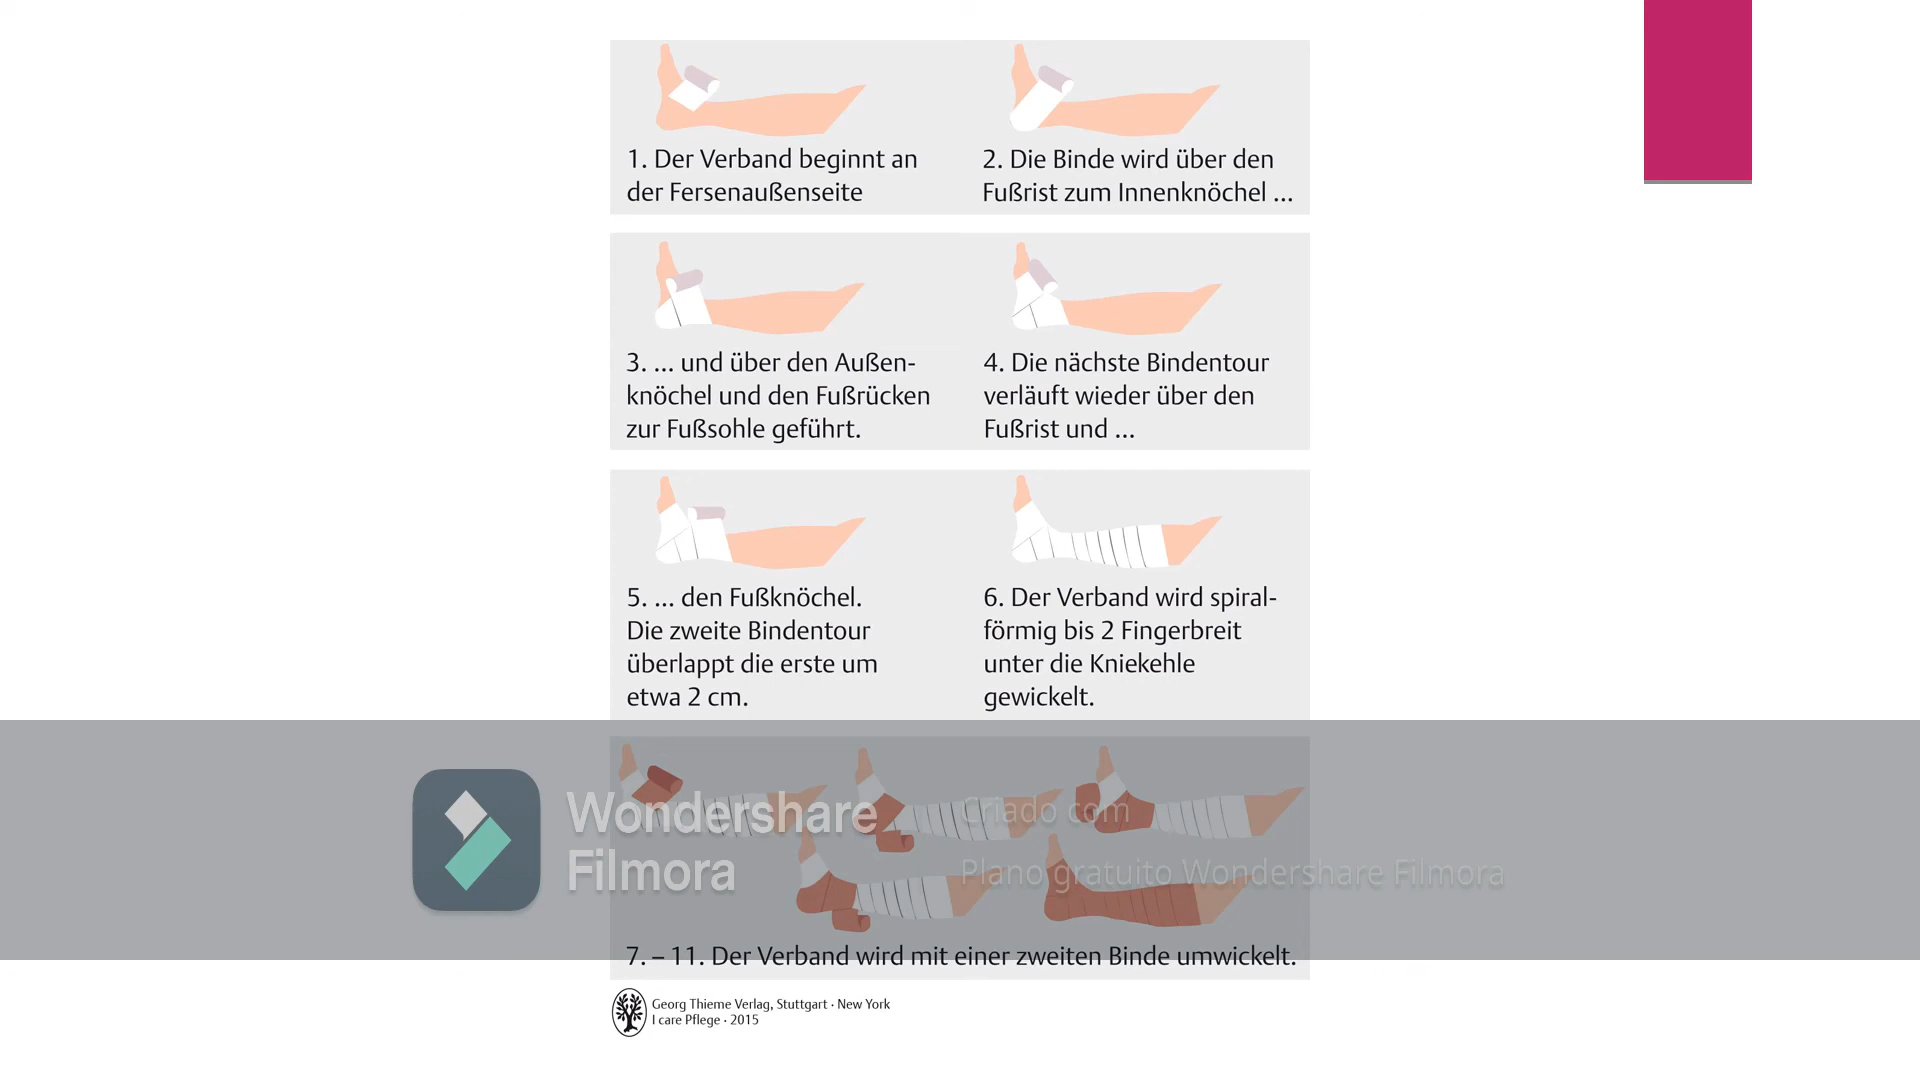 1. Der Verband beginnt an
der Fersenaußenseite
2. Die Binde wird über den
Fußrist zum Innenknöchel ...
3. ... und über den Außen-
knöchel und den Fußrücken
zur Fußsohle geführt.
4. Die nächste Bindentour
verläuft wieder über den
Fußrist und ...
5. ... den Fußknöchel.
Die zweite Bindentour
überlappt die erste um
etwa 2 cm.
6. Der Verband wird spiral-
förmig bis 2 Fingerbreit
unter die Kniekehle
gewickelt.
Wondershare
Filmora
Criado com
Plano gratuito Wondershare Filmora
7. – 11. Der Verband wird mit einer zweiten Binde umwickelt.
Georg Thieme Verlag, Stuttgart · New York
I care Pflege · 2015